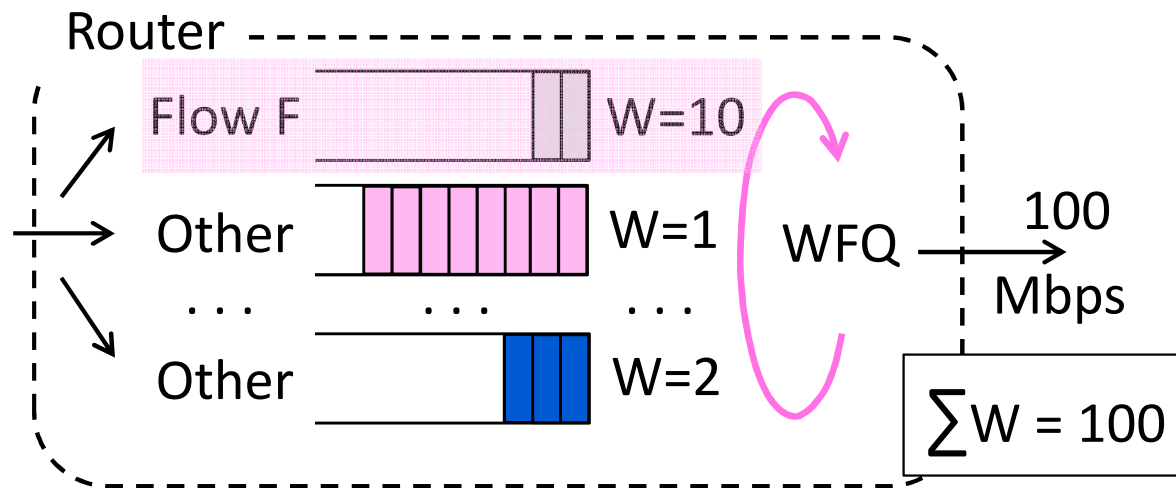 Router
Flow F W=10
Other W=1
WFQ
100
Mbps
. . . . . . . . .
Other W=2
∑W = 100